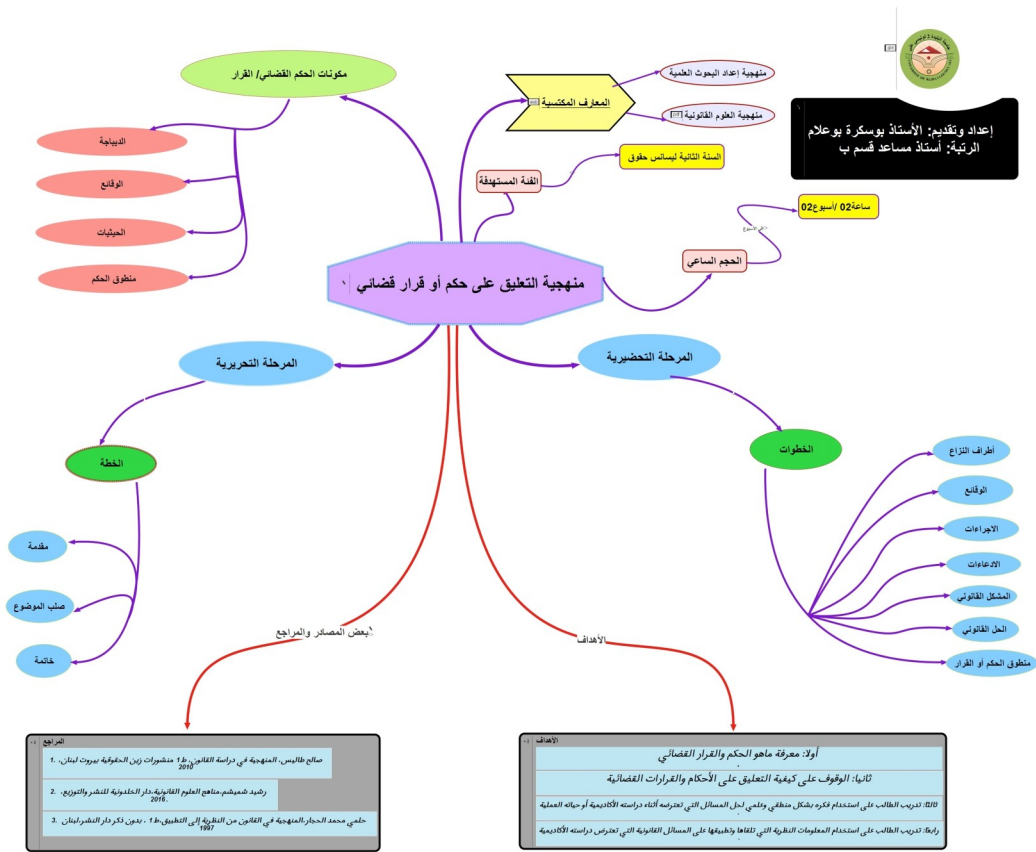 إعداد وتقديم: الأستاذ بوسكرة بوعلام
الرتبة: أستاذ مساعد قسم ب
منهجية التعليق على حكم أو قرار قضائي
المعارف المكتسبة
منهجية إعداد البحوث العلمية
منهجية العلوم القانونية
الفئة المستهدفة
السنة الثانية ليسانس حقوق
الحجم الساعي
ساعة02 /أسبوع02
مكونات الحكم القضائي/ القرار
الديباجة
الوقائع
الحيثيات
منطوق الحكم
المرحلة التحضيرية
الخطوات
أطراف النزاع
الوقائع
الاجراءات
الادعاءات
المشكل القانوني
الحل القانوني
منطوق الحكم أو القرار
المرحلة التحريرية
الخطة
مقدمة
صلب الموضوع
خاتمة
الأهداف
الأهداف
أولا: معرفة ماهو الحكم والقرار القضائي
ثانيا: الوقوف على كيفية التعليق على الأحكام والقرارات القضائية
ثالثا: تدريب الطالب على استخدام فكره بشكل منطقي وعلمي لحل المسائل التي تعترضه أثناء دراسته الأكاديمية أو حياته العملية
.
رابعا: تدريب الطالب على استخدام المعلومات النظرية التي تلقاها وتطبيقها على المسائل القانونية التي تعترض دراسته الأكاديمية
.
بعض المصادر والمراجع
المراجع
1. صالح طاليس، المنهجية في دراسة القانون، ط 1 منشورات زين الحقوقية بيروت لبنان،
2010
2. رشيد شميشم،مناهج العلوم القانونية،دار الخلدونية للنشر والتوزيع،
2016.
3. حلمي محمد الحجار،المنهجية في القانون من النظرية إلى التطبيق،ط 1 ، بدون ذكر دار النشر،لبنان
1997